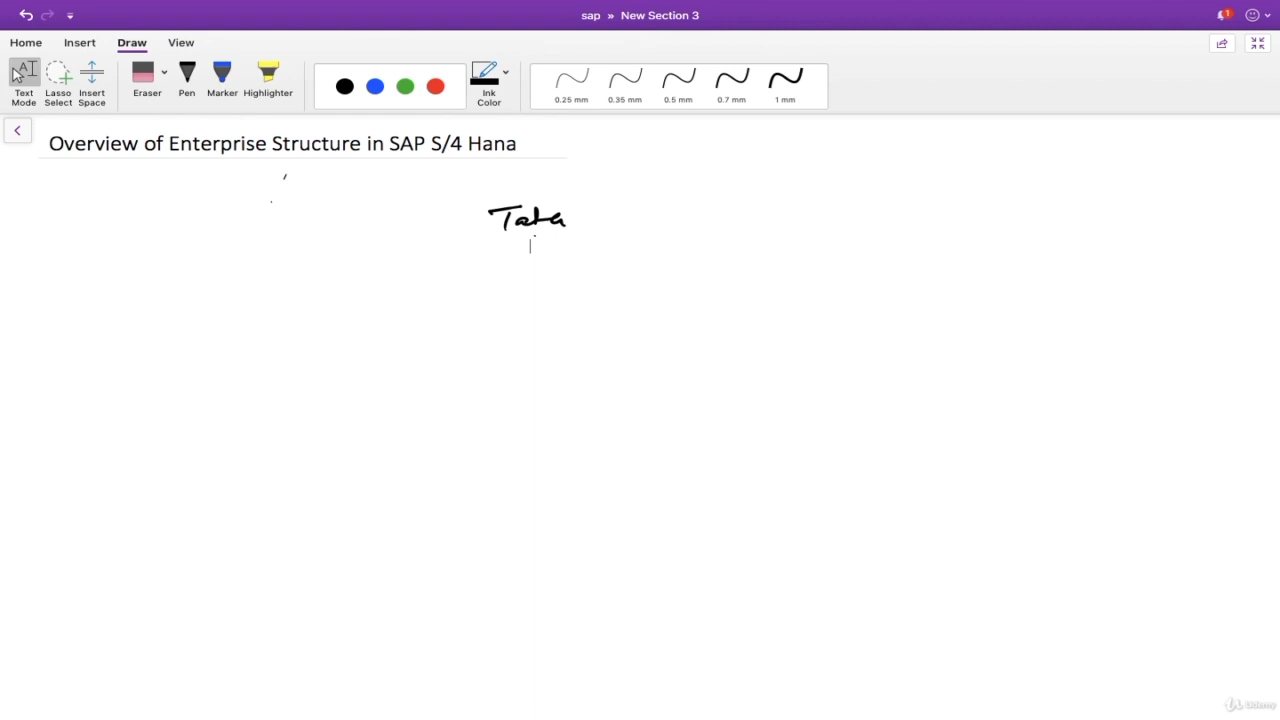 sap » New Section 3
1
Home Insert Draw View
Text Mode
Lasso Select
Insert Space
Eraser
Pen
Marker
Highlighter
Ink Color
0.25 mm 0.35 mm 0.5 mm 0.7 mm 1 mm
Overview of Enterprise Structure in SAP S/4 Hana
Tata
Udemy